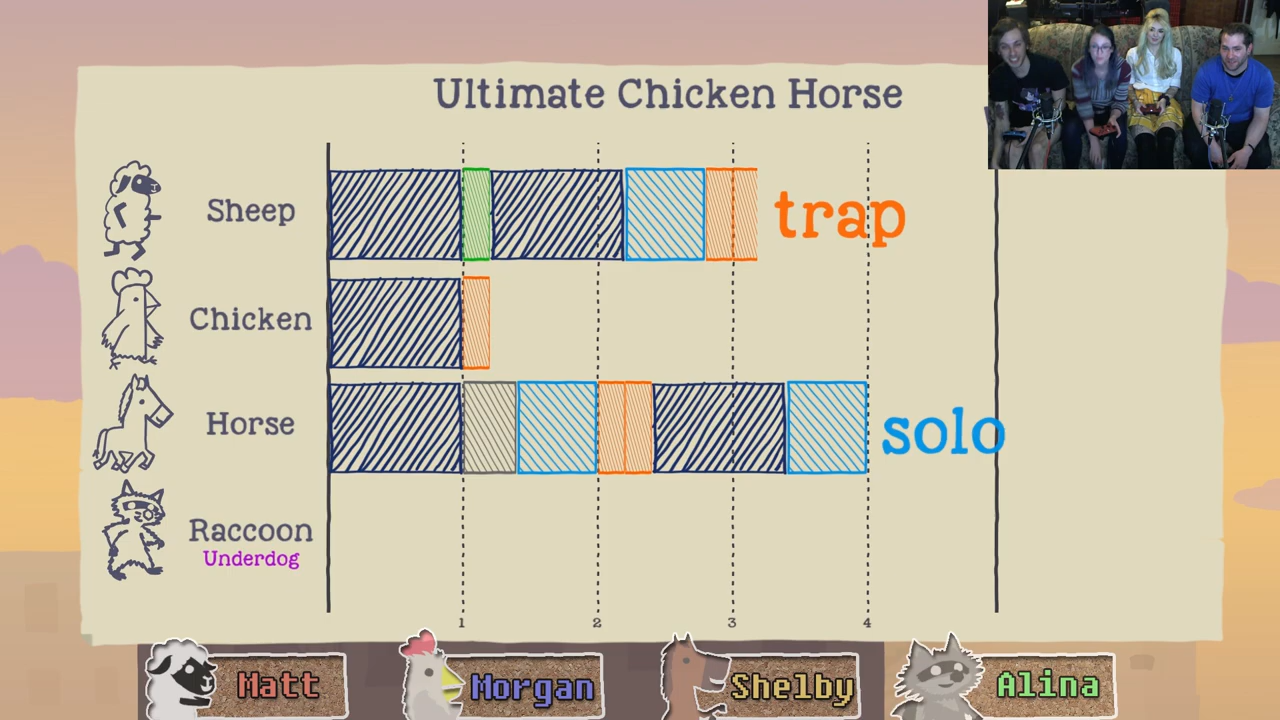 Ultimate Chicken Horse
Sheep
trap
Chicken
Horse
solo
Raccoon
Underdog
1 2 3 4
Matt Morgan Shelby Alina